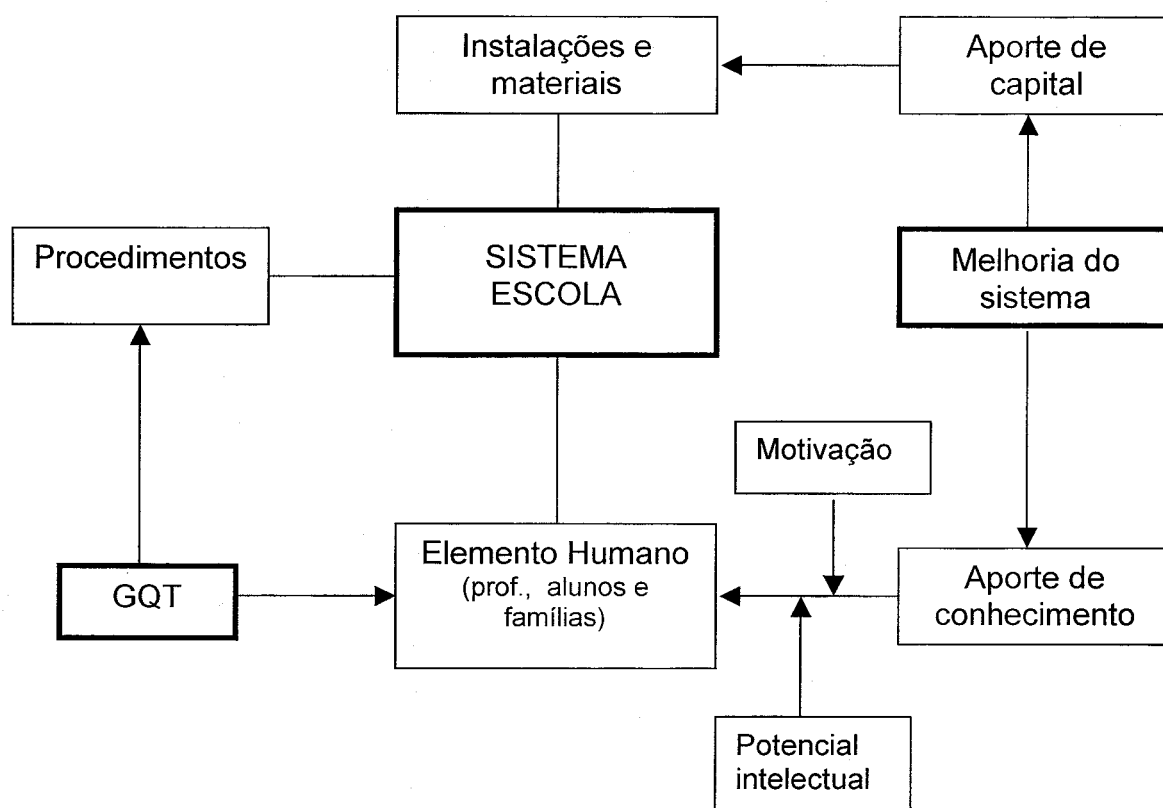 Instalações e
materiais
Aporte de
capital
Procedimentos
SISTEMA
ESCOLA
Melhoria do
sistema
Motivação
GQT
Elemento Humano
(prof., alunos e
famílias)
Aporte de
conhecimento
Potencial
intelectual